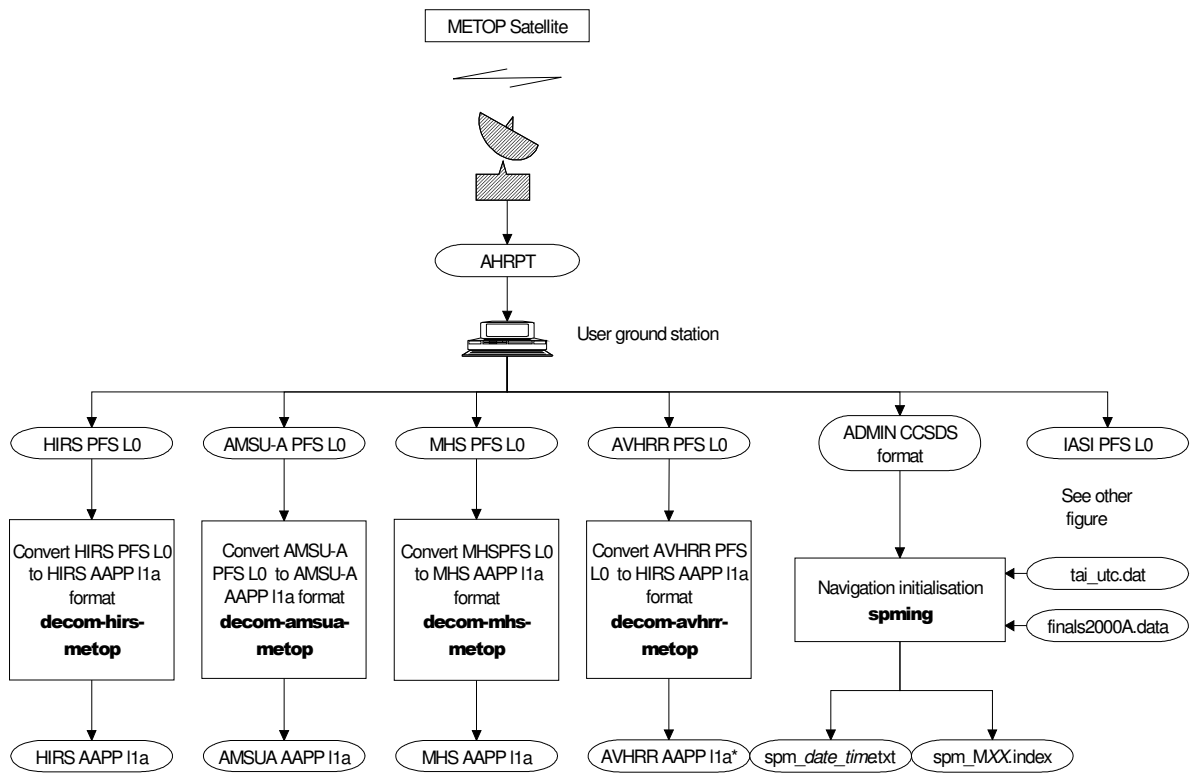 METOP Satellite
AHRPT
User ground station
HIRS PFS L0
AMSU-A PFS L0
MHS PFS L0
AVHRR PFS L0
ADMIN CCSDS
format
IASI PFS L0
See other
figure
Convert HIRS PFS L0
to HIRS AAPP l1a
format
decom-hirs-
metop
Convert AMSU-A
PFS L0 to AMSU-A
AAPP l1a format
decom-amsua-
metop
Convert MHSPFS L0
to MHS AAPP l1a
format
decom-mhs-
metop
Convert AVHRR PFS
L0 to HIRS AAPP l1a
format
decom-avhrr-
metop
Navigation initialisation
spming
tai_utc.dat
finals2000A.data
HIRS AAPP l1a
AMSUA AAPP l1a
MHS AAPP l1a
AVHRR AAPP l1a*
spm_date_time.txt
spm_MXX.index